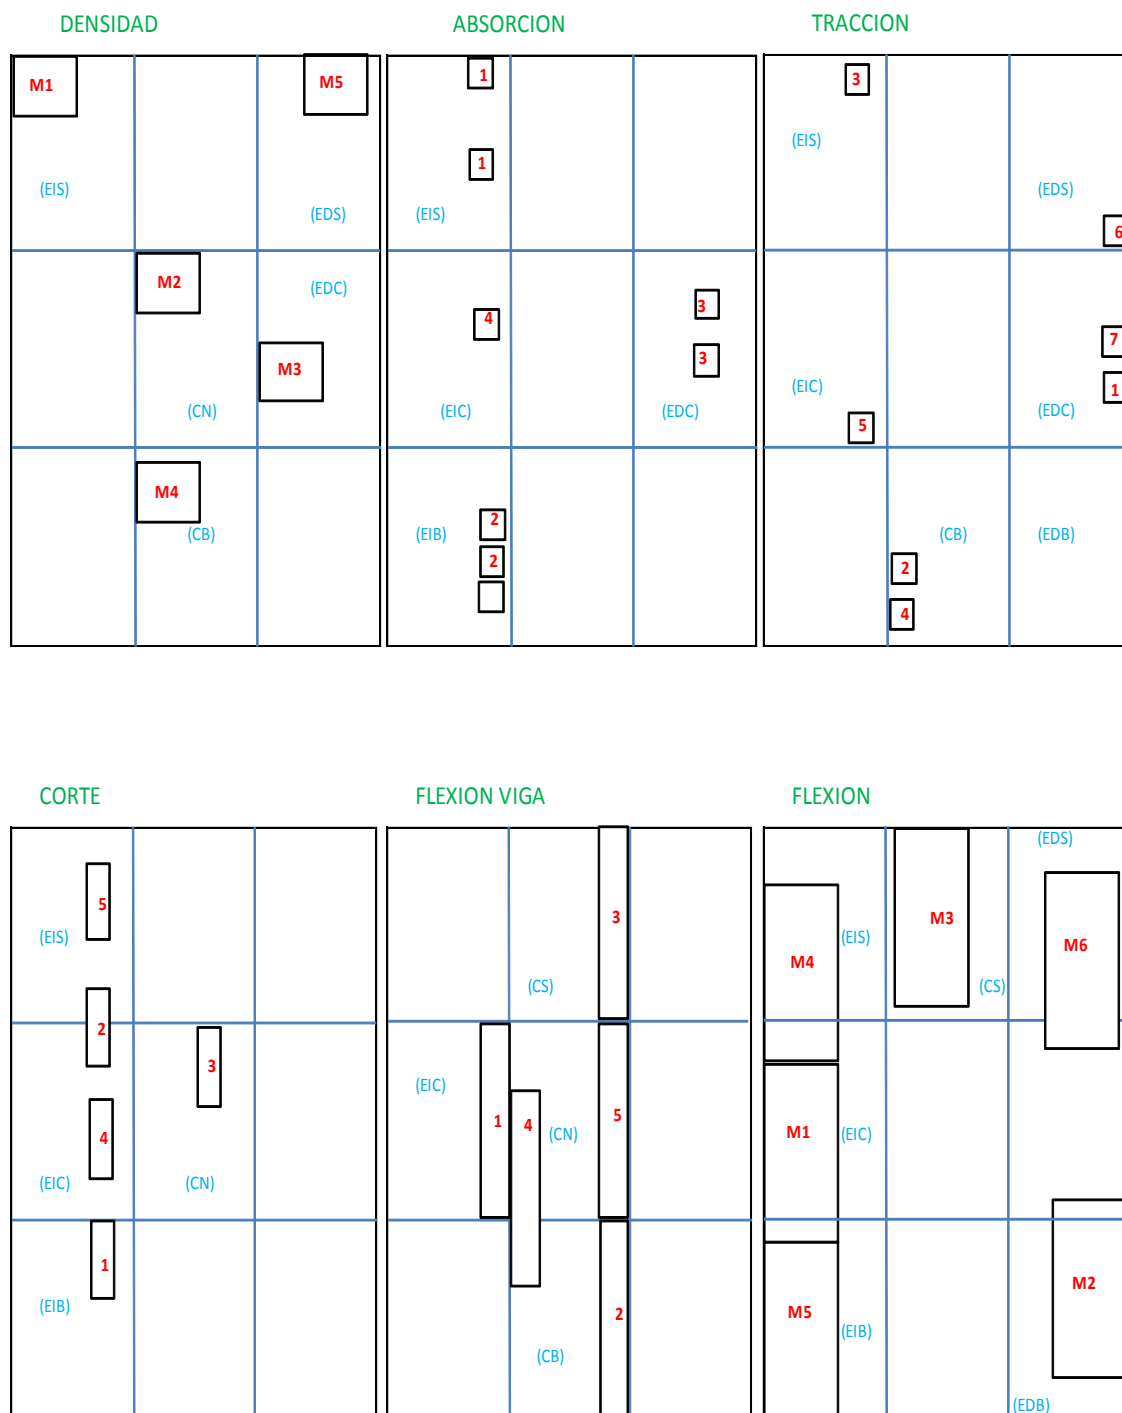 DENSIDAD
M1
M5
(EIS)
(EDS)
M2
(EDC)
M3
(CN)
M4
(CB)
ABSORCION
1
1
(EIS)
4
3
3
(EIC)
(EDC)
(EIB)
2
2
TRACCION
3
(EIS)
(EDS)
6
7
(EIC)
1
(EDC)
5
(CB)
(EDB)
2
4
CORTE
5
(EIS)
2
3
4
(EIC)
(CN)
1
(EIB)
FLEXION VIGA
3
(CS)
(EIC)
1
4
(CN)
5
2
(CB)
FLEXION
(EDS)
M3
(EIS)
M6
M4
(CS)
M1
(EIC)
M2
M5
(EIB)
(EDB)